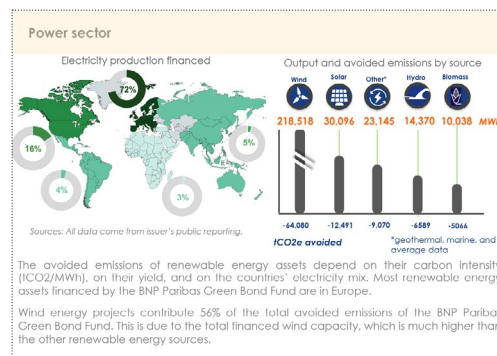 Power sector
Electricity production financed
Output and avoided emissions by source
Wind Solar Other* Hydro Biomass
218,518 30,096 23,145 14,370 10,038
72%
16%
5%
4%
3%
-64,080 -12,491 -9,070 -6589 -5066
Sources: All data come from issuer's public reporting.
tCO2e avoided
*geothermal, marine, and
average data
The avoided emissions of renewable energy assets depend on their carbon intensity
(tCO2/MWh), on their yield, and on the countries' electricity mix. Most renewable energy
assets financed by the BNP Paribas Green Bond Fund are in Europe.
Wind energy projects contribute 56% of the total avoided emissions of the BNP Paribas
Green Bond Fund. This is due to the total financed wind capacity, which is much higher than
the other renewable energy sources.